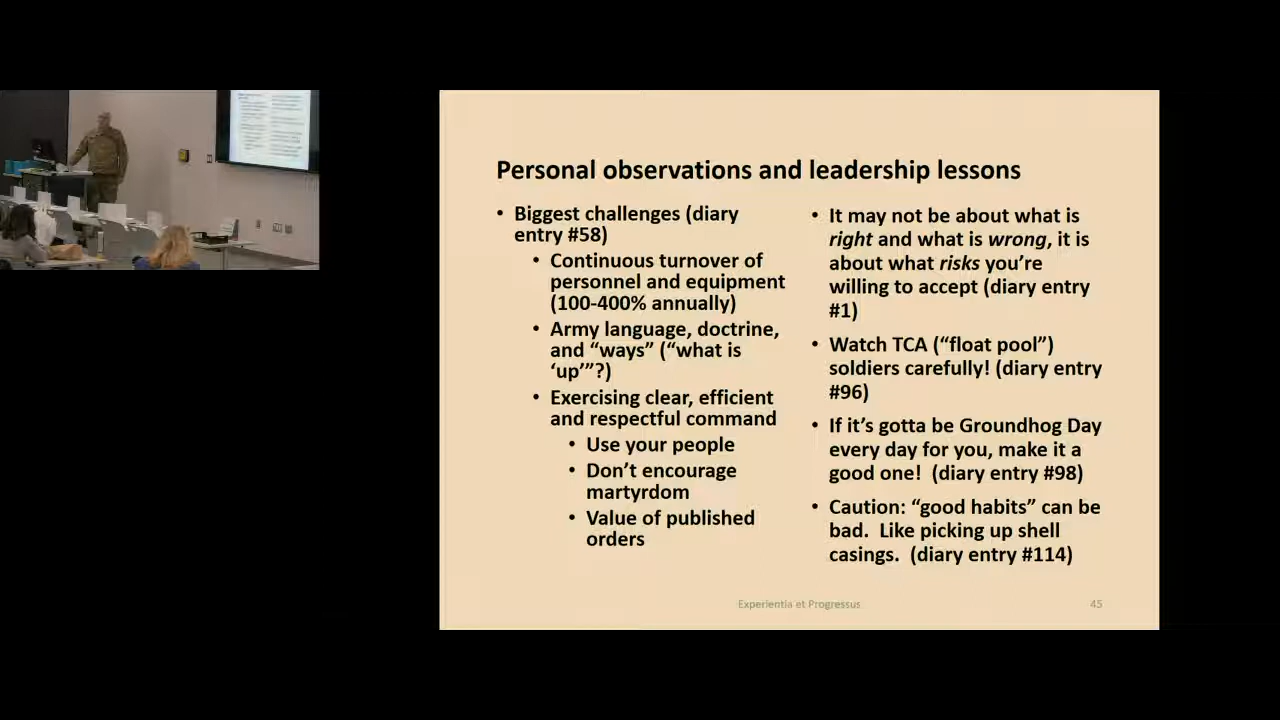 Personal observations and leadership lessons
• Biggest challenges (diary
entry #58)
• Continuous turnover of
personnel and equipment
(100-400% annually)
• Army language, doctrine,
and “ways” (“what is
‘up’”?)
• Exercising clear, efficient
and respectful command
• Use your people
• Don’t encourage
martyrdom
• Value of published
orders
• It may not be about what is
right and what is wrong, it is
about what risks you’re
willing to accept (diary entry
#1)
• Watch TCA (“float pool”)
soldiers carefully! (diary entry
#96)
• If it’s gotta be Groundhog Day
every day for you, make it a
good one!  (diary entry #98)
• Caution: “good habits” can be
bad.  Like picking up shell
casings.  (diary entry #114)
Experientia et Progressus
45